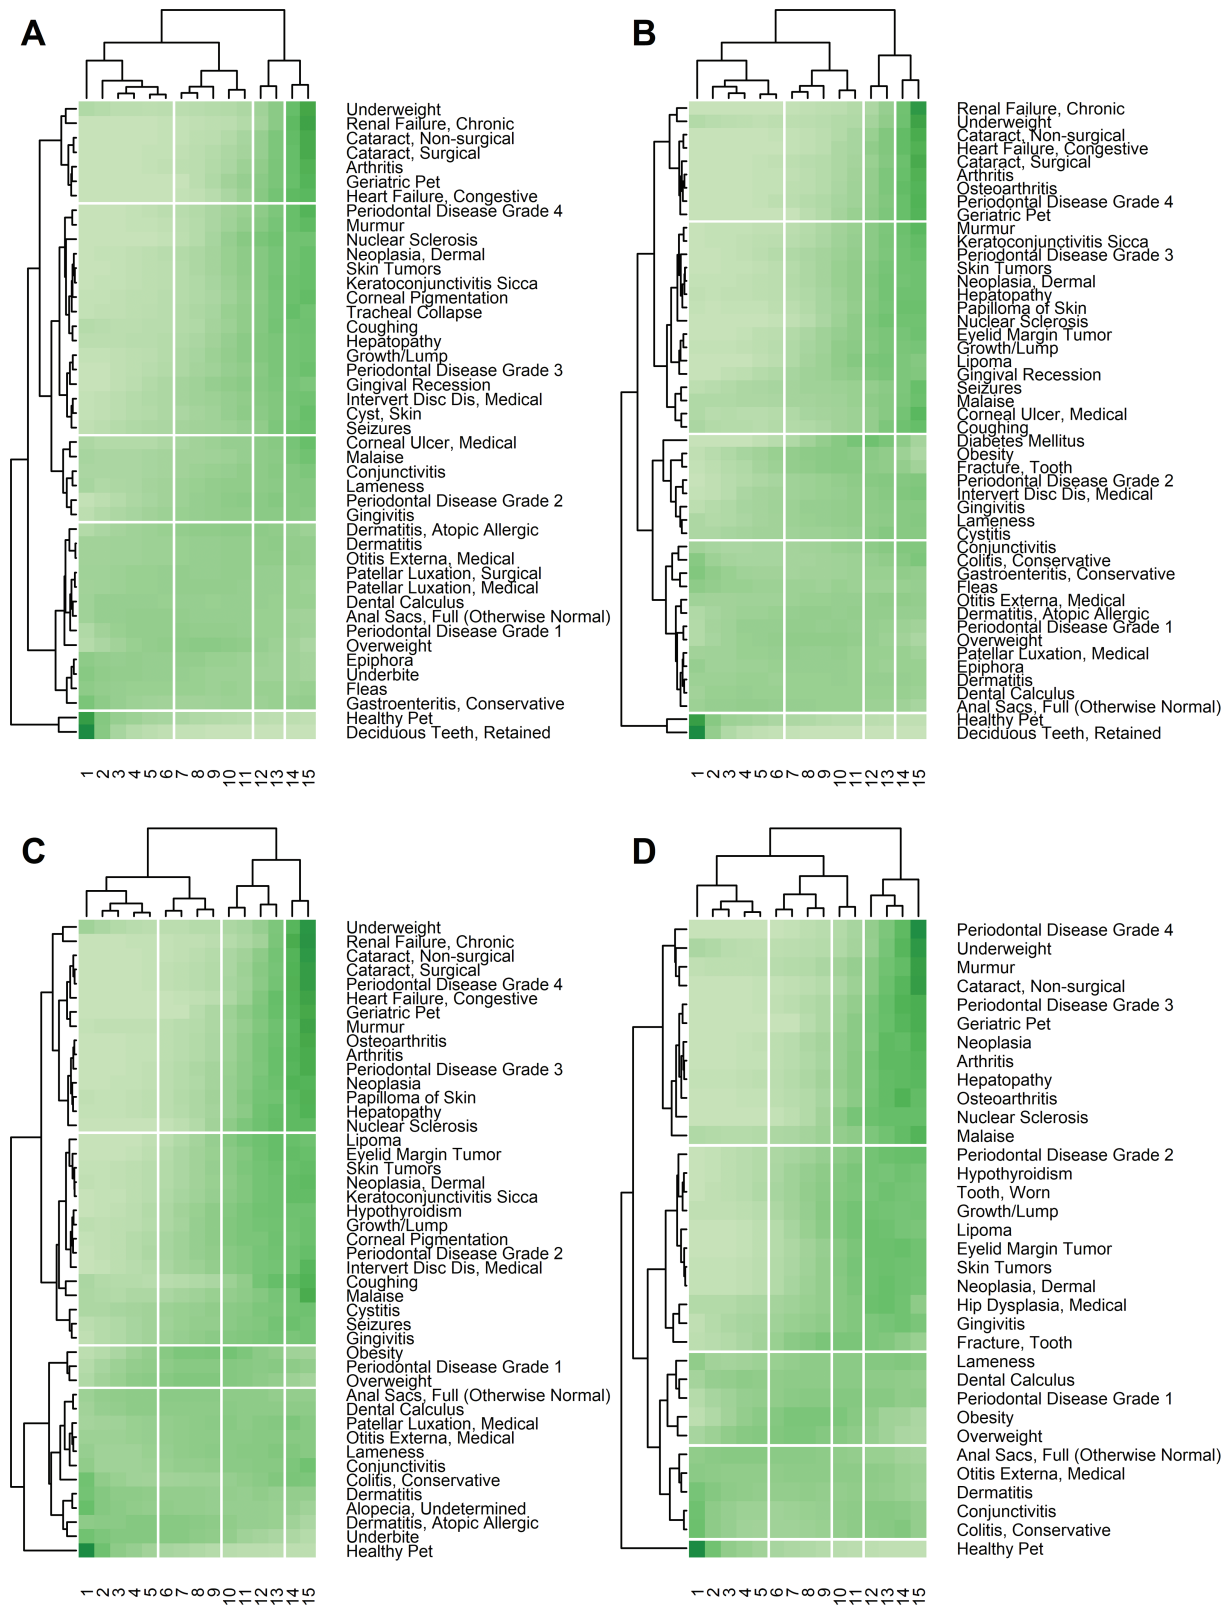 A
Underweight
Renal Failure, Chronic
Cataract, Non-surgical
Cataract, Surgical
Arthritis
Geriatric Pet
Heart Failure, Congestive
Periodontal Disease Grade 4
Murmur
Nuclear Sclerosis
Neoplasia, Dermal
Skin Tumors
Keratoconjunctivitis Sicca
Corneal Pigmentation
Tracheal Collapse
Coughing
Hepatopathy
Growth/Lump
Periodontal Disease Grade 3
Gingival Recession
Intervert Disc Dis, Medical
Cyst, Skin
Seizures
Corneal Ulcer, Medical
Malaise
Conjunctivitis
Lameness
Periodontal Disease Grade 2
Gingivitis
Dermatitis, Atopic Allergic
Dermatitis
Otitis Externa, Medical
Patellar Luxation, Surgical
Patellar Luxation, Medical
Dental Calculus
Anal Sacs, Full (Otherwise Normal)
Periodontal Disease Grade 1
Overweight
Epiphora
Underbite
Fleas
Gastroenteritis, Conservative
Healthy Pet
Deciduous Teeth, Retained
1 2 3 4 5 6 7 8 9 10 11 12 13 14 15
B
Renal Failure, Chronic
Underweight
Cataract, Non-surgical
Heart Failure, Congestive
Cataract, Surgical
Arthritis
Osteoarthritis
Periodontal Disease Grade 4
Geriatric Pet
Murmur
Keratoconjunctivitis Sicca
Periodontal Disease Grade 3
Skin Tumors
Neoplasia, Dermal
Hepatopathy
Papilloma of Skin
Nuclear Sclerosis
Eyelid Margin Tumor
Growth/Lump
Lipoma
Gingival Recession
Seizures
Malaise
Corneal Ulcer, Medical
Coughing
Diabetes Mellitus
Obesity
Fracture, Tooth
Periodontal Disease Grade 2
Intervert Disc Dis, Medical
Gingivitis
Lameness
Cystitis
Conjunctivitis
Colitis, Conservative
Gastroenteritis, Conservative
Fleas
Otitis Externa, Medical
Dermatitis, Atopic Allergic
Periodontal Disease Grade 1
Overweight
Patellar Luxation, Medical
Epiphora
Dermatitis
Dental Calculus
Anal Sacs, Full (Otherwise Normal)
Healthy Pet
Deciduous Teeth, Retained
1 2 3 4 5 6 7 8 9 10 11 12 13 14 15
C
Underweight
Renal Failure, Chronic
Cataract, Non-surgical
Cataract, Surgical
Periodontal Disease Grade 4
Heart Failure, Congestive
Geriatric Pet
Murmur
Osteoarthritis
Arthritis
Periodontal Disease Grade 3
Neoplasia
Papilloma of Skin
Hepatopathy
Nuclear Sclerosis
Lipoma
Eyelid Margin Tumor
Skin Tumors
Neoplasia, Dermal
Keratoconjunctivitis Sicca
Hypothyroidism
Growth/Lump
Corneal Pigmentation
Periodontal Disease Grade 2
Intervert Disc Dis, Medical
Coughing
Malaise
Cystitis
Seizures
Gingivitis
Obesity
Periodontal Disease Grade 1
Overweight
Anal Sacs, Full (Otherwise Normal)
Dental Calculus
Patellar Luxation, Medical
Otitis Externa, Medical
Lameness
Conjunctivitis
Colitis, Conservative
Dermatitis
Alopecia, Undetermined
Dermatitis, Atopic Allergic
Underbite
Healthy Pet
1 2 3 4 5 6 7 8 9 10 11 12 13 14 15
D
Periodontal Disease Grade 4
Underweight
Murmur
Cataract, Non-surgical
Periodontal Disease Grade 3
Geriatric Pet
Neoplasia
Arthritis
Hepatopathy
Osteoarthritis
Nuclear Sclerosis
Malaise
Periodontal Disease Grade 2
Hypothyroidism
Tooth, Worn
Growth/Lump
Lipoma
Eyelid Margin Tumor
Skin Tumors
Neoplasia, Dermal
Hip Dysplasia, Medical
Gingivitis
Fracture, Tooth
Lameness
Dental Calculus
Periodontal Disease Grade 1
Obesity
Overweight
Anal Sacs, Full (Otherwise Normal)
Otitis Externa, Medical
Dermatitis
Conjunctivitis
Colitis, Conservative
Healthy Pet
1 2 3 4 5 6 7 8 9 10 11 12 13 14 15